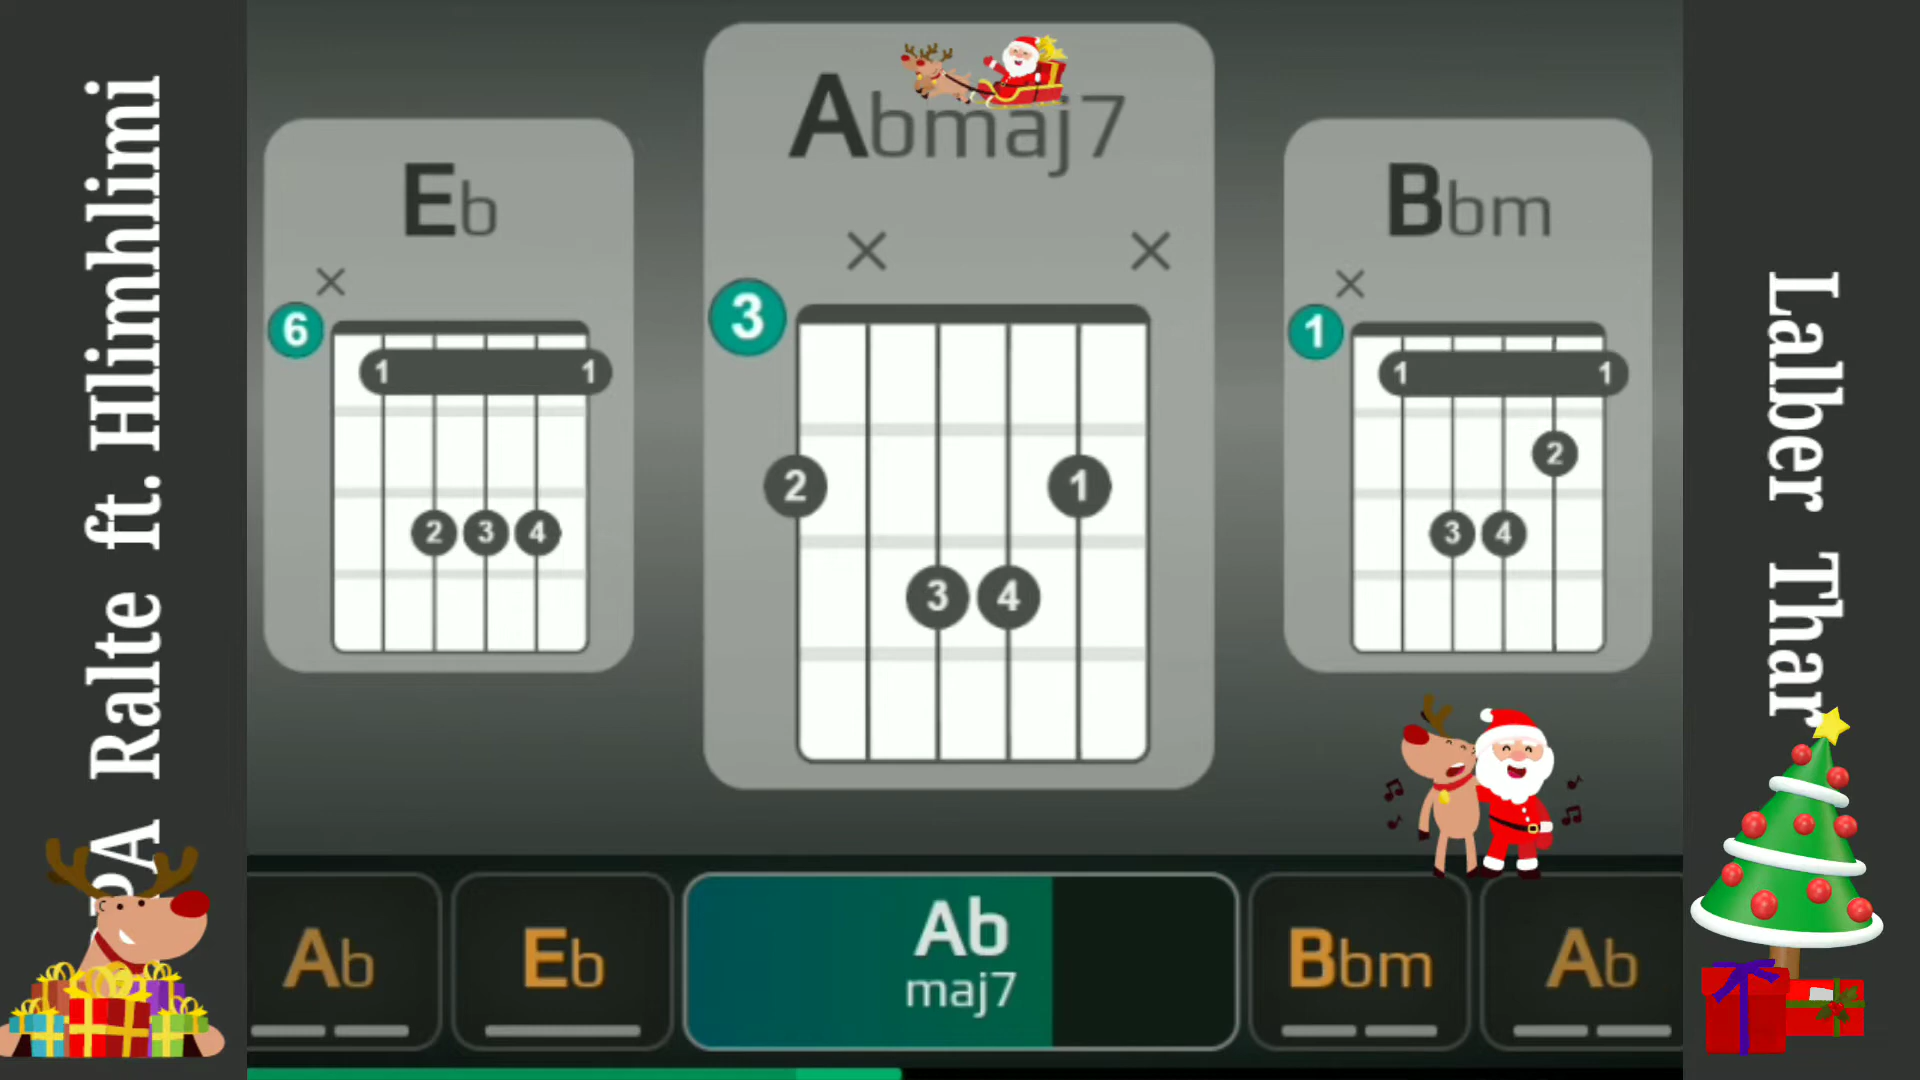 PA Ralte ft. Hlimhlimi
Eb
×
6
1 1
2 3 4
Abmaj7
× ×
3
2 1
3 4
Bbm
×
1
1 1
2
3 4
Lalber Thar
Ab
Eb
Ab
maj7
Bbm
Ab